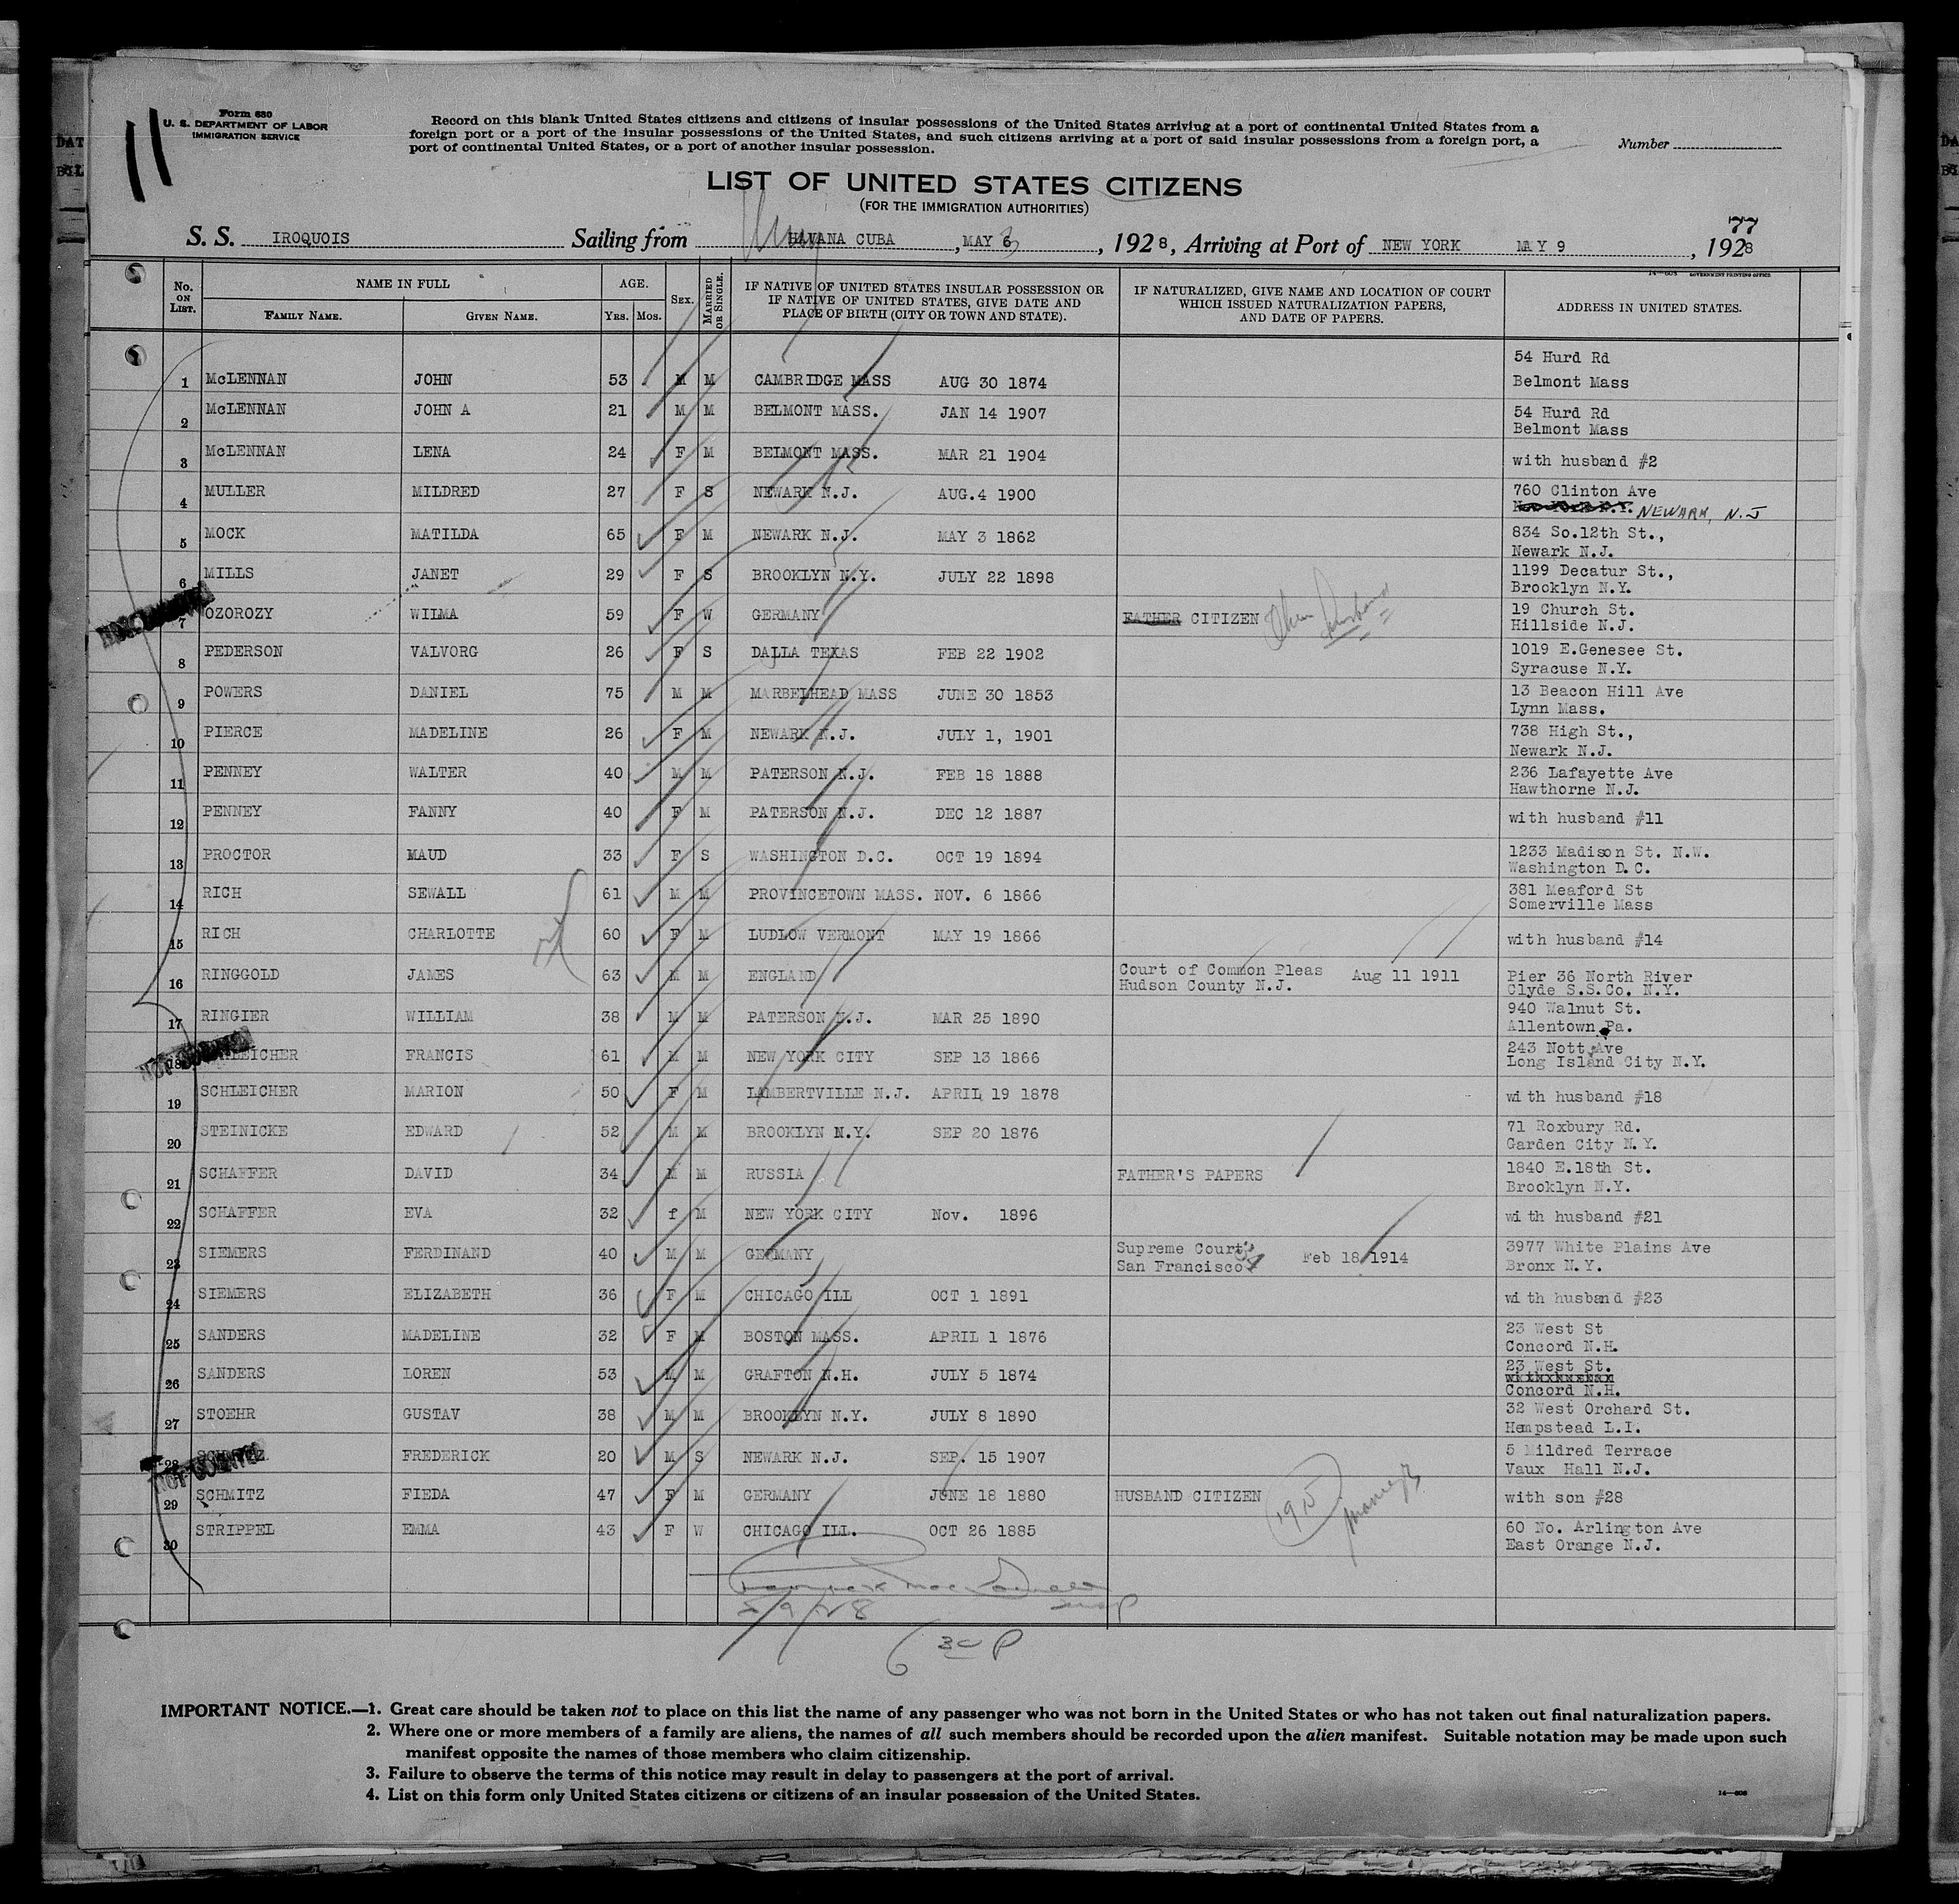 11
Form 630
U. S. DEPARTMENT OF LABOR
IMMIGRATION SERVICE
Record on this blank United States citizens and citizens of insular possessions of the United States arriving at a port of continental United States from a
foreign port or a port of the insular possessions of the United States, and such citizens arriving at a port of said insular possessions from a foreign port, a
port of continental United States, or a port of another insular possession.
Number
LIST OF UNITED STATES CITIZENS
(FOR THE IMMIGRATION AUTHORITIES)
77
S. S. IROQUOIS Sailing from HAVANA CUBA, MAY 6, 1928, Arriving at Port of NEW YORK MAY 9, 1928
14—608 GOVERNMENT PRINTING OFFICE
No. ON LIST. NAME IN FULL FAMILY NAME. GIVEN NAME. AGE. YRS. MOS. SEX. MARRIED OR SINGLE.
IF NATIVE OF UNITED STATES INSULAR POSSESSION OR
IF NATIVE OF UNITED STATES, GIVE DATE AND
PLACE OF BIRTH (CITY OR TOWN AND STATE).
IF NATURALIZED, GIVE NAME AND LOCATION OF COURT
WHICH ISSUED NATURALIZATION PAPERS,
AND DATE OF PAPERS.
ADDRESS IN UNITED STATES.
54 Hurd Rd
1 McLENNAN JOHN 53 M M CAMBRIDGE MASS AUG 30 1874 Belmont Mass
2 McLENNAN JOHN A 21 M M BELMONT MASS. JAN 14 1907 54 Hurd Rd
Belmont Mass
3 McLENNAN LENA 24 F M BELMONT MASS. MAR 21 1904 with husband #2
4 MULLER MILDRED 27 F S NEWARK N.J. AUG.4 1900 760 Clinton Ave
NEWARK, N.J
5 MOCK MATILDA 65 F M NEWARK N.J. MAY 3 1862 834 So.12th St.,
Newark N.J.
6 MILLS JANET 29 F S BROOKLYN N.Y. JULY 22 1898 1199 Decatur St.,
Brooklyn N.Y.
7 OZOROZY WILMA 59 F W GERMANY FATHER CITIZEN 19 Church St.
Hillside N.J.
8 PEDERSON VALVORG 26 F S DALLA TEXAS FEB 22 1902 1019 E.Genesee St.
Syracuse N.Y.
9 POWERS DANIEL 75 M M MARBELHEAD MASS JUNE 30 1853 13 Beacon Hill Ave
Lynn Mass.
10 PIERCE MADELINE 26 F M NEWARK N.J. JULY 1, 1901 738 High St.,
Newark N.J.
11 PENNEY WALTER 40 M M PATERSON N.J. FEB 18 1888 236 Lafayette Ave
Hawthorne N.J.
12 PENNEY FANNY 40 F M PATERSON N.J. DEC 12 1887 with husband #11
13 PROCTOR MAUD 33 F S WASHINGTON D.C. OCT 19 1894 1233 Madison St. N.W.
Washington D.C.
14 RICH SEWALL 61 M M PROVINCETOWN MASS. NOV. 6 1866 381 Meaford St
Somerville Mass
15 RICH CHARLOTTE 60 F M LUDLOW VERMONT MAY 19 1866 with husband #14
16 RINGGOLD JAMES 63 M M ENGLAND Court of Common Pleas Aug 11 1911 Pier 36 North River
Hudson County N.J. Clyde S.S.Co. N.Y.
17 RINGIER WILLIAM 38 M M PATERSON N.J. MAR 25 1890 940 Walnut St.
Allentown Pa.
18 SCHLEICHER FRANCIS 61 M M NEW YORK CITY SEP 13 1866 243 Nott Ave
Long Island City N.Y.
19 SCHLEICHER MARION 50 F M LAMBERTVILLE N.J. APRIL 19 1878 with husband #18
20 STEINICKE EDWARD 52 M M BROOKLYN N.Y. SEP 20 1876 71 Roxbury Rd.
Garden City N.Y.
21 SCHAFFER DAVID 34 M M RUSSIA FATHER'S PAPERS 1840 E.18th St.
Brooklyn N.Y.
22 SCHAFFER EVA 32 f M NEW YORK CITY Nov. 1896 with husband #21
23 SIEMERS FERDINAND 40 M M GERMANY Supreme Court Feb 18 1914 3977 White Plains Ave
San Francisco Bronx N.Y.
24 SIEMERS ELIZABETH 36 F M CHICAGO ILL OCT 1 1891 with husband #23
25 SANDERS MADELINE 32 F M BOSTON MASS. APRIL 1 1876 23 West St
Concord N.H.
26 SANDERS LOREN 53 M M GRAFTON N.H. JULY 5 1874 23 West St.
Concord N.H.
27 STOEHR GUSTAV 38 M M BROOKLYN N.Y. JULY 8 1890 32 West Orchard St.
Hempstead L.I.
28 SCHMITZ FREDERICK 20 M S NEWARK N.J. SEP. 15 1907 5 Mildred Terrace
Vaux Hall N.J.
NOT COUNTED
29 SCHMITZ FIEDA 47 F M GERMANY JUNE 18 1880 HUSBAND CITIZEN 1915 with son #28
30 STRIPPEL EMMA 43 F W CHICAGO ILL. OCT 26 1885 60 No. Arlington Ave
East Orange N.J.
5/9/28
6 30 P
IMPORTANT NOTICE.—1. Great care should be taken not to place on this list the name of any passenger who was not born in the United States or who has not taken out final naturalization papers.
2. Where one or more members of a family are aliens, the names of all such members should be recorded upon the alien manifest. Suitable notation may be made upon such
manifest opposite the names of those members who claim citizenship.
3. Failure to observe the terms of this notice may result in delay to passengers at the port of arrival.
4. List on this form only United States citizens or citizens of an insular possession of the United States.
14—608